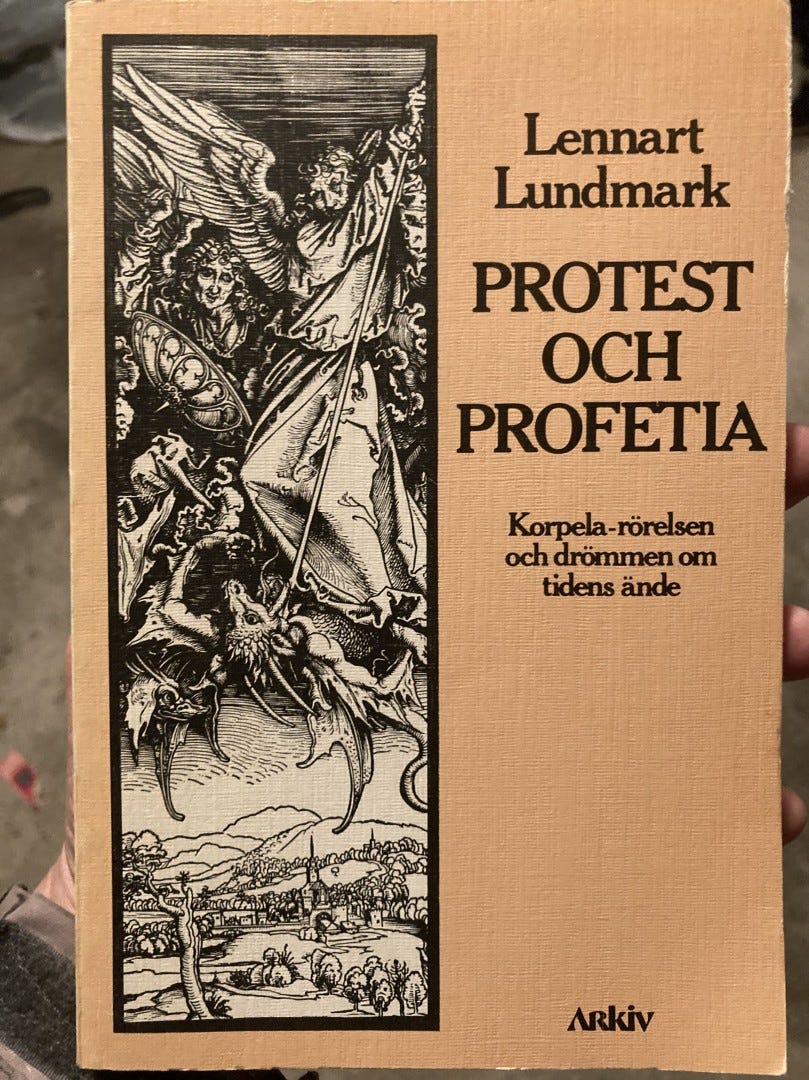 Lennart
Lundmark
PROTEST
OCH
PROFETIA
Korpela-rörelsen
och drömmen om
tidens ände
ARKiV